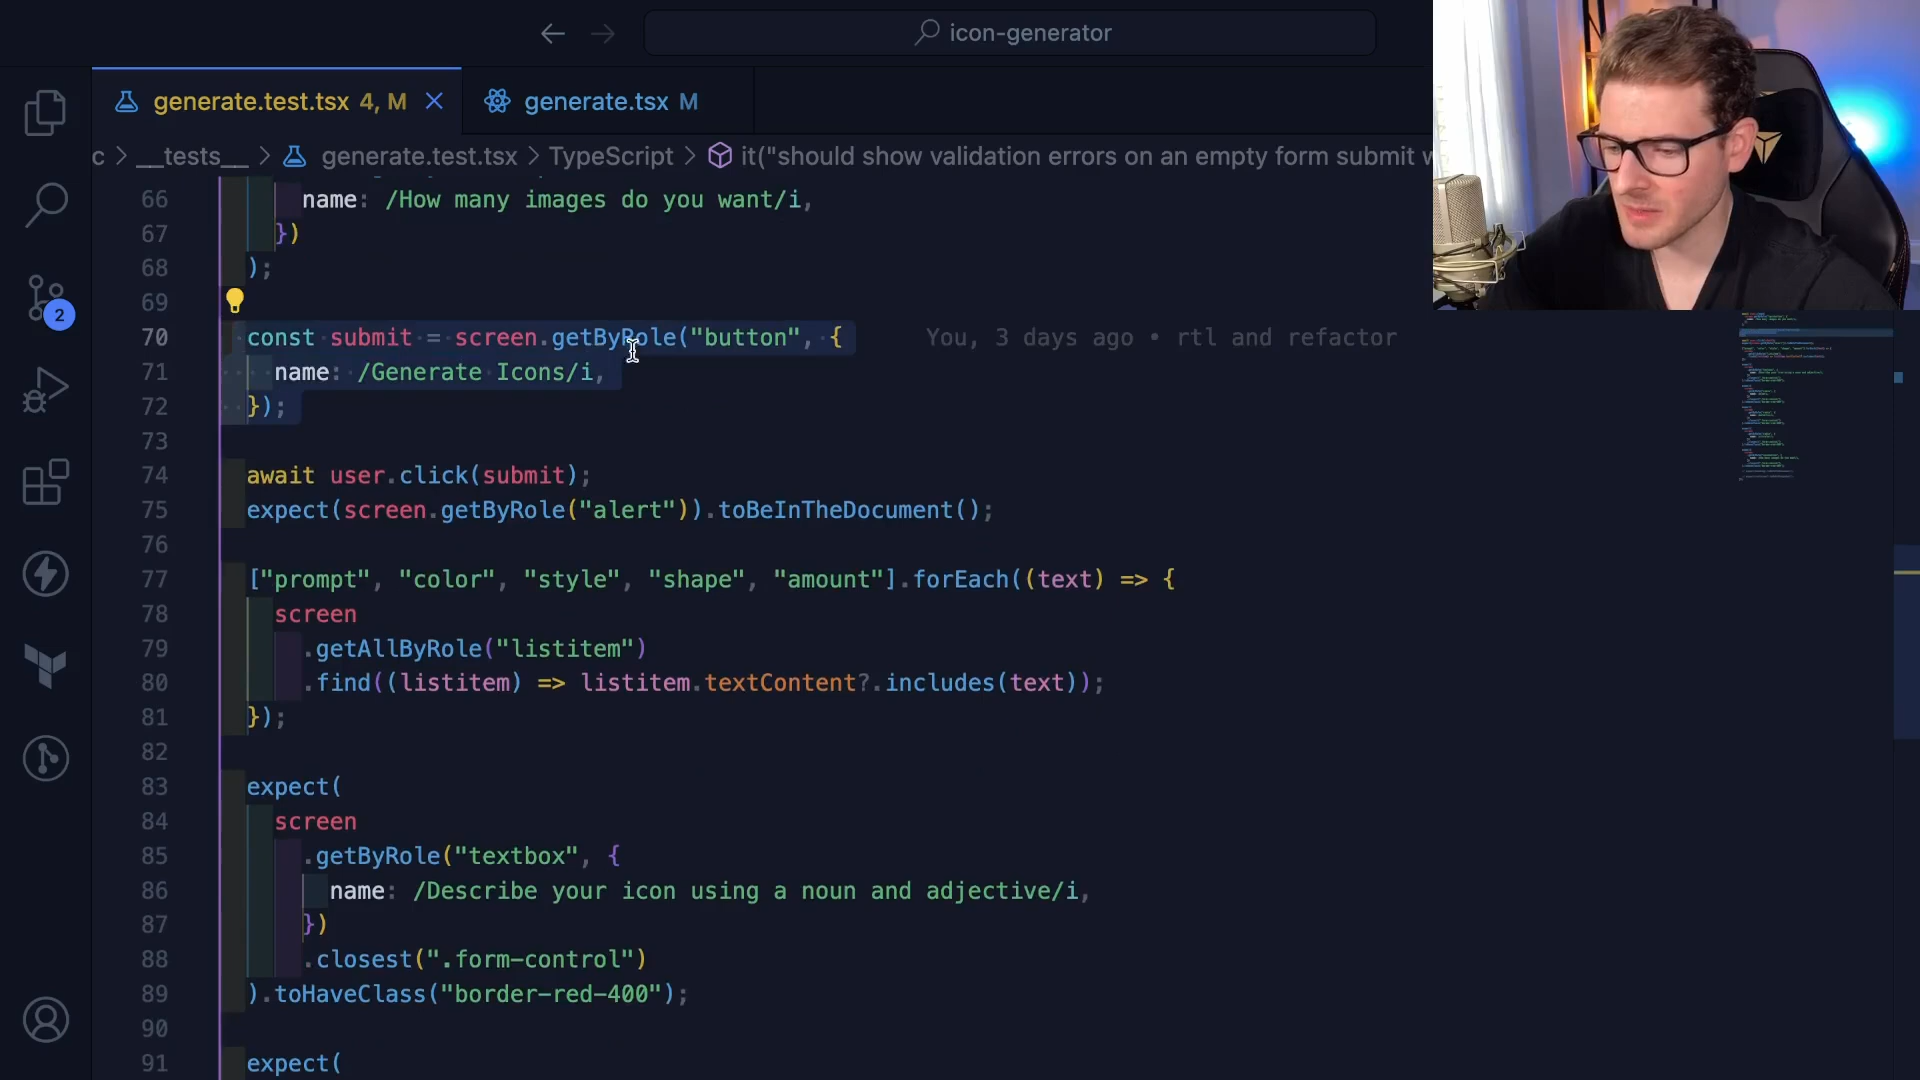 icon-generator
generate.test.tsx 4, M
generate.tsx M
c > __tests__ > generate.test.tsx > TypeScript > it("should show validation errors on an empty form submit w
66 name: /How many images do you want/i,
67 })
68 );
69
70 const submit = screen.getByRole("button", { You, 3 days ago • rtl and refactor
71 name: /Generate Icons/i,
72 });
73
74 await user.click(submit);
75 expect(screen.getByRole("alert")).toBeInTheDocument();
76
77 ["prompt", "color", "style", "shape", "amount"].forEach((text) => {
78 screen
79 .getAllByRole("listitem")
80 .find((listitem) => listitem.textContent?.includes(text));
81 });
82
83 expect(
84 screen
85 .getByRole("textbox", {
86 name: /Describe your icon using a noun and adjective/i,
87 })
88 .closest(".form-control")
89 ).toHaveClass("border-red-400");
90
91 expect(
2